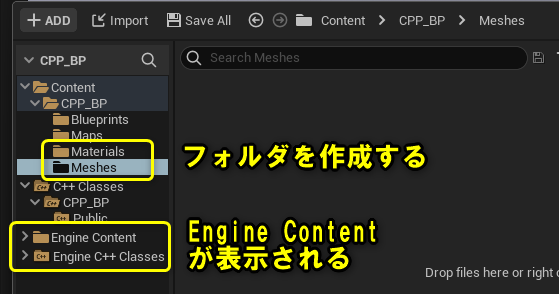 ADD
Import
Save All
Content
CPP_BP
Meshes
CPP_BP
Search Meshes
Content
CPP_BP
Blueprints
Maps
Materials
Meshes
C++ Classes
CPP_BP
Public
Engine Content
Engine C++ Classes
フォルダを作成する
Engine Content
が表示される
Drop files here or right